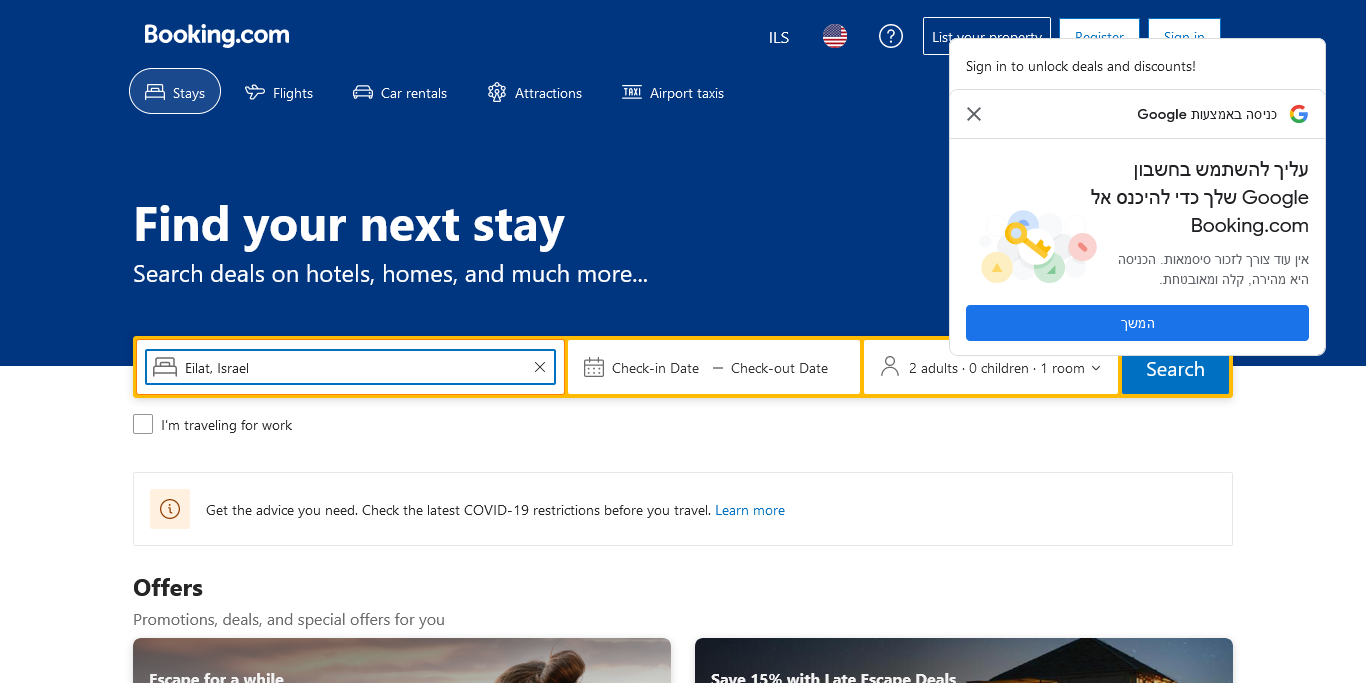 Booking.com
ILS
List your property
Register
Sign in
Stays
Flights
Car rentals
Attractions
TAXI
Airport taxis
Sign in to unlock deals and discounts!
כניסה באמצעות Google
עליך להשתמש בחשבון
Google שלך כדי להיכנס אל
Booking.com
אין עוד צורך לזכור סיסמאות. הכניסה
היא מהירה, קלה ומאובטחת.
המשך
Find your next stay
Search deals on hotels, homes, and much more...
Eilat, Israel
Check-in Date — Check-out Date
2 adults · 0 children · 1 room
Search
I'm traveling for work
Get the advice you need. Check the latest COVID-19 restrictions before you travel. Learn more
Offers
Promotions, deals, and special offers for you
Escape for a while
Save 15% with Late Escape Deals